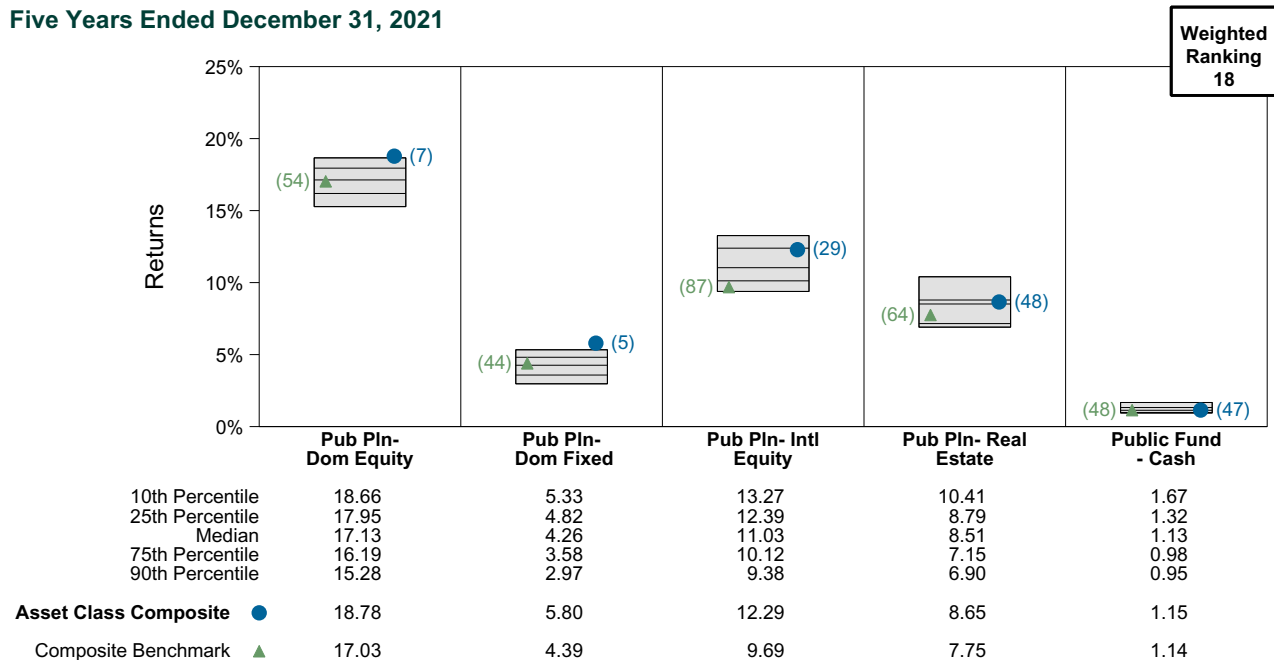 Five Years Ended December 31, 2021
Weighted
Ranking
18
25%
20%
15%
10%
5%
0%
Returns
(54)
(7)
(44)
(5)
(87)
(29)
(64)
(48)
(48)
(47)
Pub Pln-
Dom Equity
Pub Pln-
Dom Fixed
Pub Pln- Intl
Equity
Pub Pln- Real
Estate
Public Fund
- Cash
10th Percentile 18.66 5.33 13.27 10.41 1.67
25th Percentile 17.95 4.82 12.39 8.79 1.32
Median 17.13 4.26 11.03 8.51 1.13
75th Percentile 16.19 3.58 10.12 7.15 0.98
90th Percentile 15.28 2.97 9.38 6.90 0.95
Asset Class Composite 18.78 5.80 12.29 8.65 1.15
Composite Benchmark 17.03 4.39 9.69 7.75 1.14